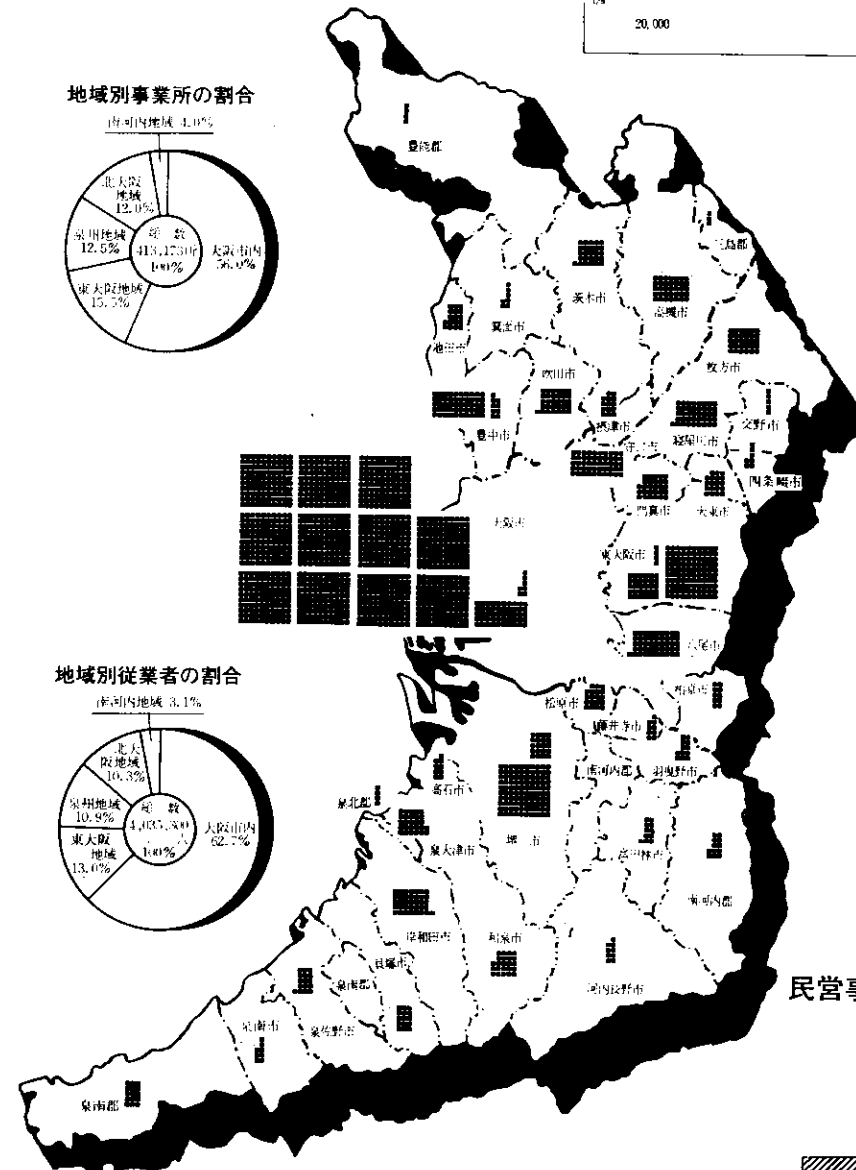 20,000
地域別事業所の割合
南河内地域 4.0%
北大阪
地域
12.0%
泉州地域
12.5%
東大阪地域
15.5%
総数
100%
大阪市内
56.0%
豊能郡
三島郡
茨木市
高槻市
箕面市
池田市
枚方市
吹田市
摂津市
豊中市
守口市
寝屋川市
交野市
四条畷市
門真市
大東市
大阪市
東大阪市
八尾市
地域別従業者の割合
南河内地域 3.1%
北大
阪地域
10.3%
泉州地域
10.9%
東大阪
地域
13.0%
総数
100%
大阪市内
62.7%
松原市
柏原市
藤井寺市
南河内郡
羽曳野市
高石市
泉北郡
泉大津市
堺市
富田林市
南河内郡
岸和田市
和泉市
貝塚市
泉南郡
河内長野市
泉南市
泉佐野市
泉南郡
民営事